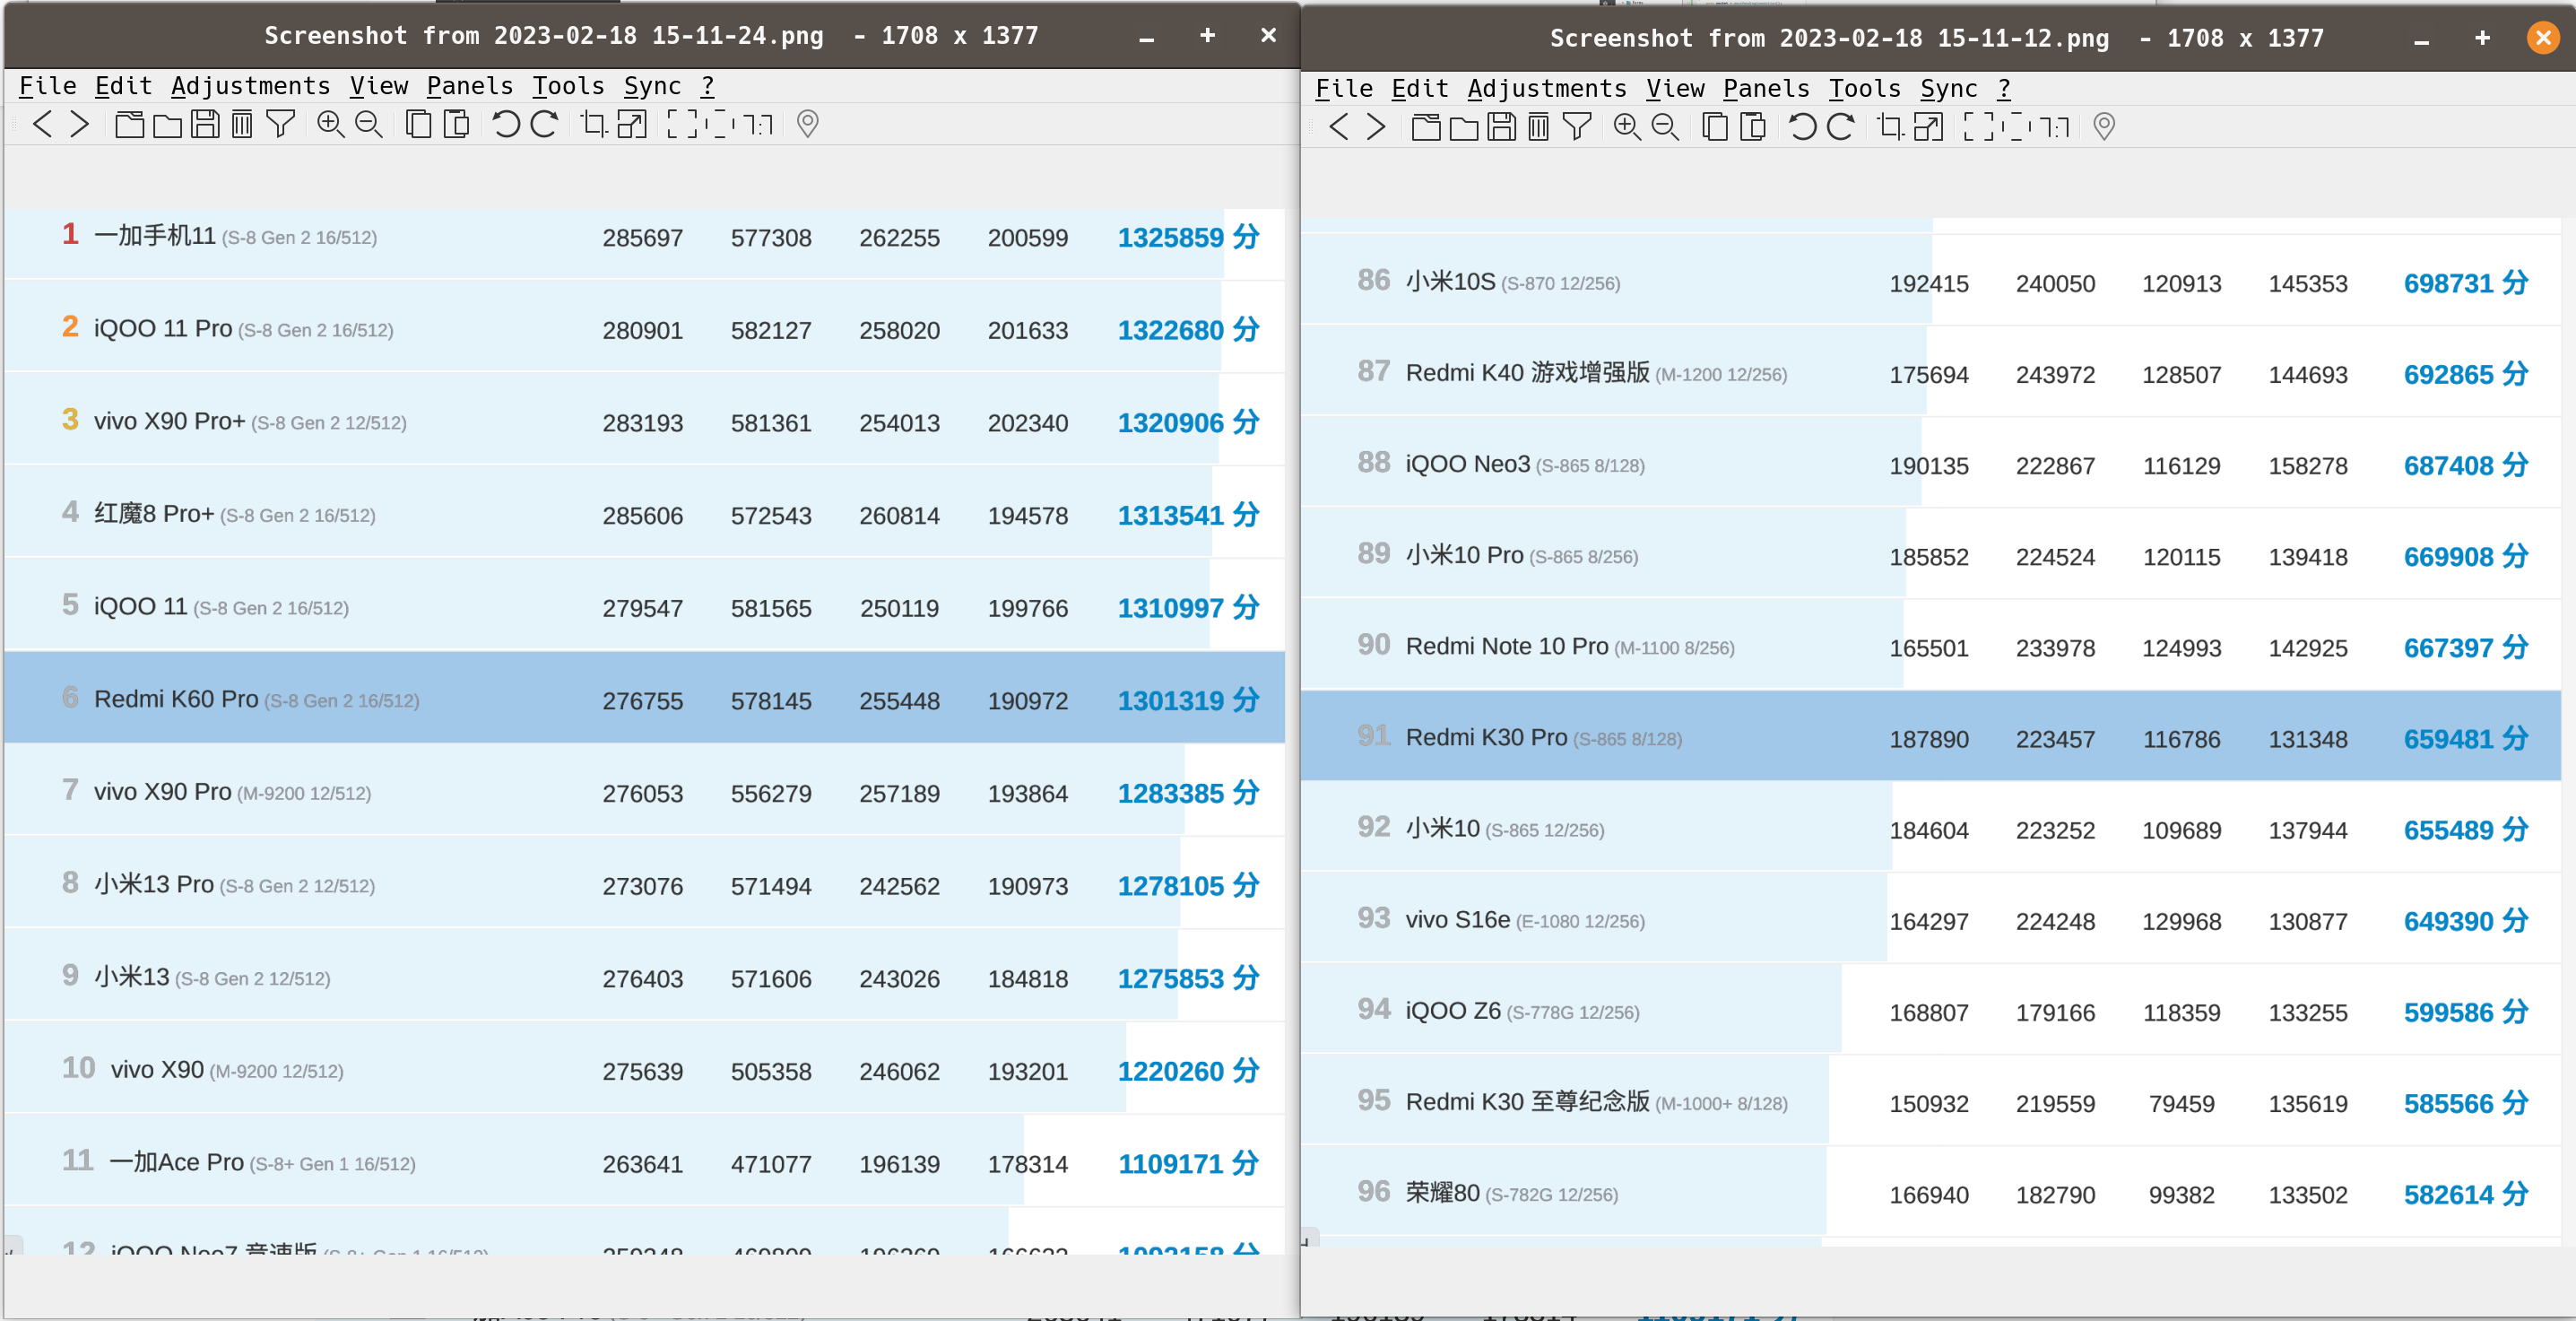 Screenshot from 2023-02-18 15-11-24.png - 1708 x 1377
File Edit Adjustments View Panels Tools Sync ?
1 一加手机11 (S-8 Gen 2 16/512) 285697 577308 262255 200599 1325859 分
2 iQOO 11 Pro (S-8 Gen 2 16/512) 280901 582127 258020 201633 1322680 分
3 vivo X90 Pro+ (S-8 Gen 2 12/512) 283193 581361 254013 202340 1320906 分
4 红魔8 Pro+ (S-8 Gen 2 16/512) 285606 572543 260814 194578 1313541 分
5 iQOO 11 (S-8 Gen 2 16/512) 279547 581565 250119 199766 1310997 分
6 Redmi K60 Pro (S-8 Gen 2 16/512) 276755 578145 255448 190972 1301319 分
7 vivo X90 Pro (M-9200 12/512) 276053 556279 257189 193864 1283385 分
8 小米13 Pro (S-8 Gen 2 12/512) 273076 571494 242562 190973 1278105 分
9 小米13 (S-8 Gen 2 12/512) 276403 571606 243026 184818 1275853 分
10 vivo X90 (M-9200 12/512) 275639 505358 246062 193201 1220260 分
11 一加Ace Pro (S-8+ Gen 1 16/512) 263641 471077 196139 178314 1109171 分
12 iQOO Neo7 竞速版 (S-8+ Gen 1 16/512)
Screenshot from 2023-02-18 15-11-12.png - 1708 x 1377
File Edit Adjustments View Panels Tools Sync ?
86 小米10S (S-870 12/256) 192415 240050 120913 145353 698731 分
87 Redmi K40 游戏增强版 (M-1200 12/256) 175694 243972 128507 144693 692865 分
88 iQOO Neo3 (S-865 8/128) 190135 222867 116129 158278 687408 分
89 小米10 Pro (S-865 8/256) 185852 224524 120115 139418 669908 分
90 Redmi Note 10 Pro (M-1100 8/256) 165501 233978 124993 142925 667397 分
91 Redmi K30 Pro (S-865 8/128) 187890 223457 116786 131348 659481 分
92 小米10 (S-865 12/256) 184604 223252 109689 137944 655489 分
93 vivo S16e (E-1080 12/256) 164297 224248 129968 130877 649390 分
94 iQOO Z6 (S-778G 12/256) 168807 179166 118359 133255 599586 分
95 Redmi K30 至尊纪念版 (M-1000+ 8/128) 150932 219559 79459 135619 585566 分
96 荣耀80 (S-782G 12/256) 166940 182790 99382 133502 582614 分